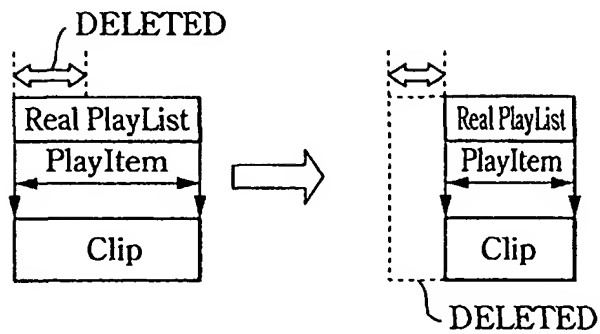 DELETED
Real PlayList
PlayItem
Clip
Real PlayList
PlayItem
Clip
DELETED